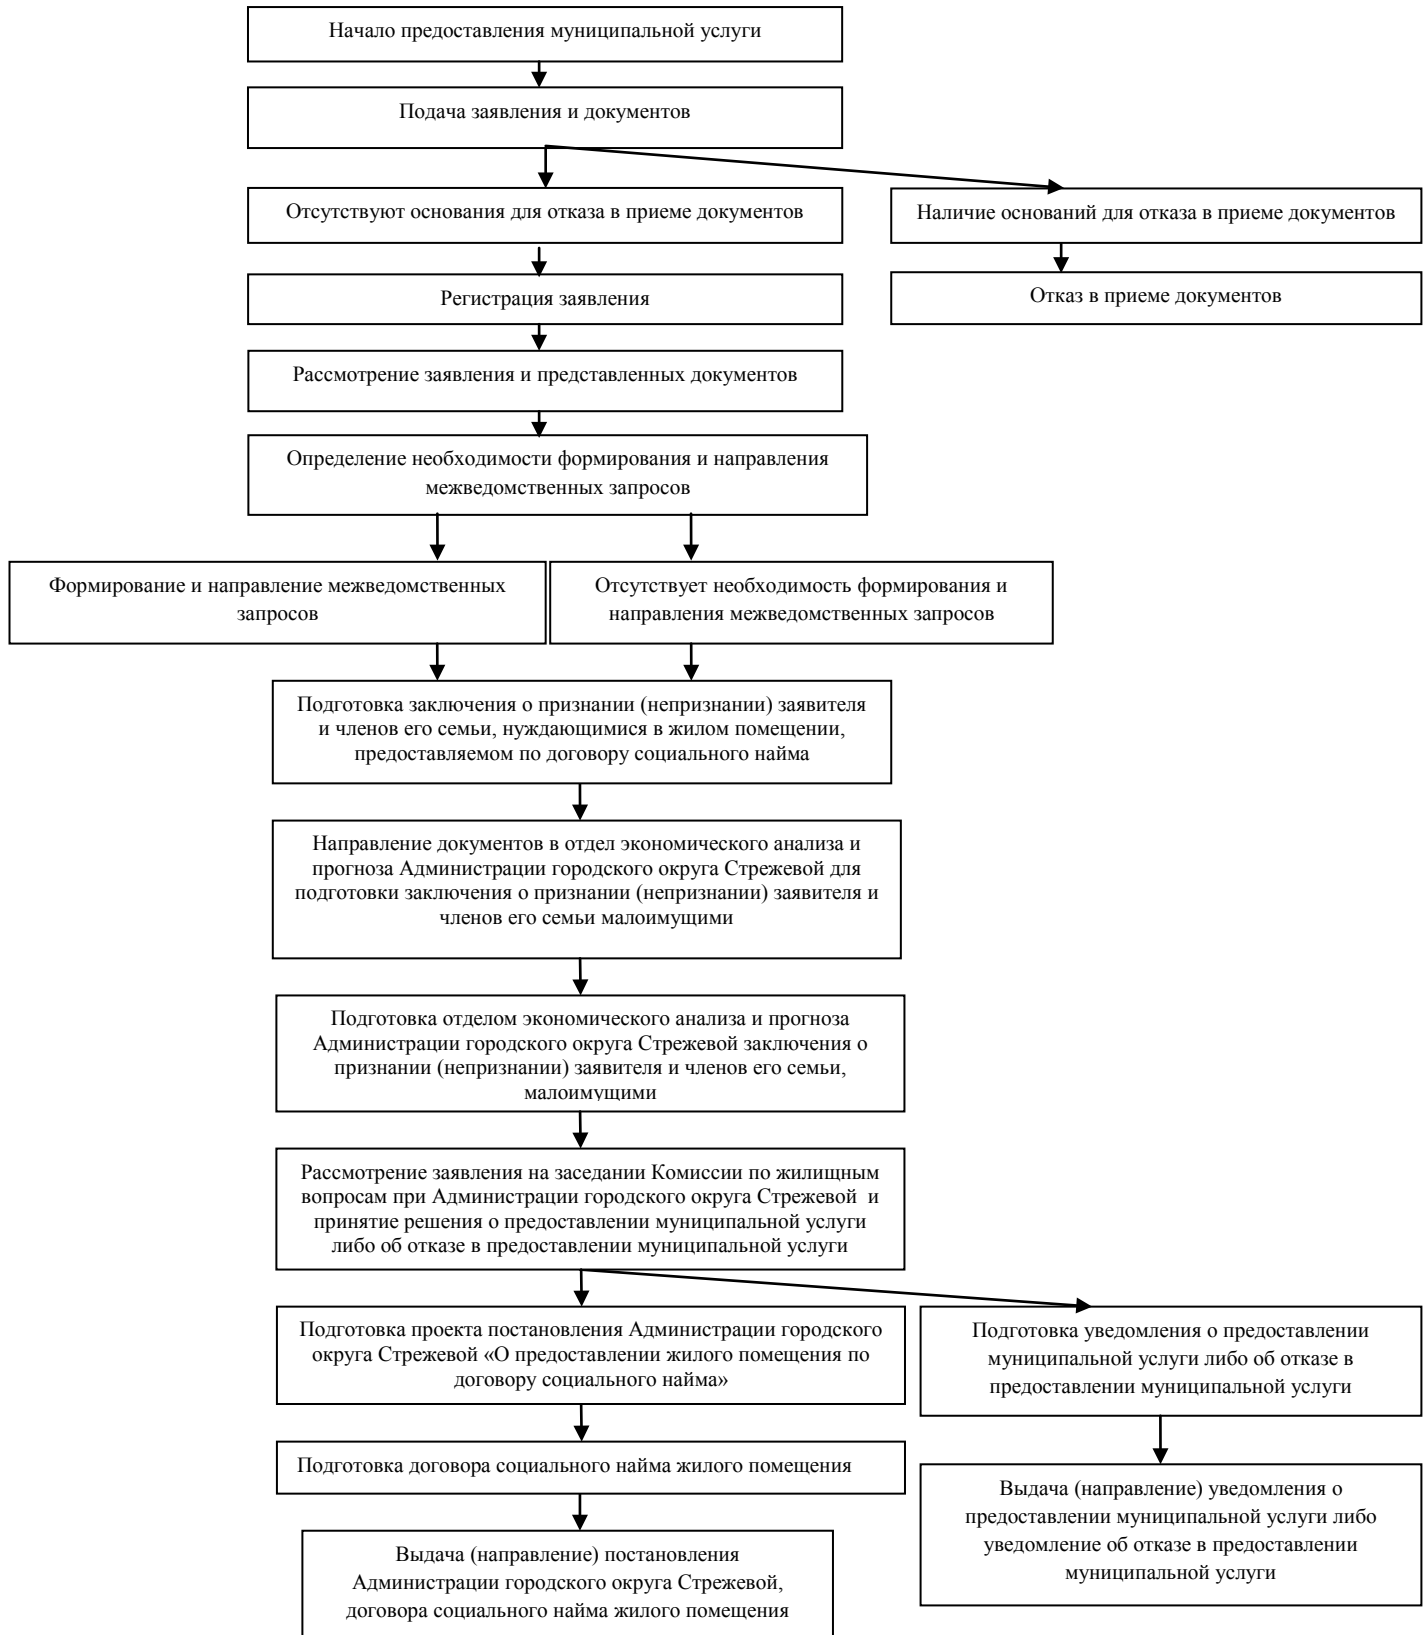 Начало предоставления муниципальной услуги
Подача заявления и документов
Отсутствуют основания для отказа в приеме документов
Наличие оснований для отказа в приеме документов
Регистрация заявления
Отказ в приеме документов
Рассмотрение заявления и представленных документов
Определение необходимости формирования и направления
межведомственных запросов
Формирование и направление межведомственных
запросов
Отсутствует необходимость формирования и
направления межведомственных запросов
Подготовка заключения о признании (непризнании) заявителя
и членов его семьи, нуждающимися в жилом помещении,
предоставляемом по договору социального найма
Направление документов в отдел экономического анализа и
прогноза Администрации городского округа Стрежевой для
подготовки заключения о признании (непризнании) заявителя и
членов его семьи малоимущими
Подготовка отделом экономического анализа и прогноза
Администрации городского округа Стрежевой заключения о
признании (непризнании) заявителя и членов его семьи,
малоимущими
Рассмотрение заявления на заседании Комиссии по жилищным
вопросам при Администрации городского округа Стрежевой и
принятие решения о предоставлении муниципальной услуги
либо об отказе в предоставлении муниципальной услуги
Подготовка проекта постановления Администрации городского
округа Стрежевой «О предоставлении жилого помещения по
договору социального найма»
Подготовка уведомления о предоставлении
муниципальной услуги либо об отказе в
предоставлении муниципальной услуги
Подготовка договора социального найма жилого помещения
Выдача (направление) уведомления о
предоставлении муниципальной услуги либо
уведомление об отказе в предоставлении
муниципальной услуги
Выдача (направление) постановления
Администрации городского округа Стрежевой,
договора социального найма жилого помещения